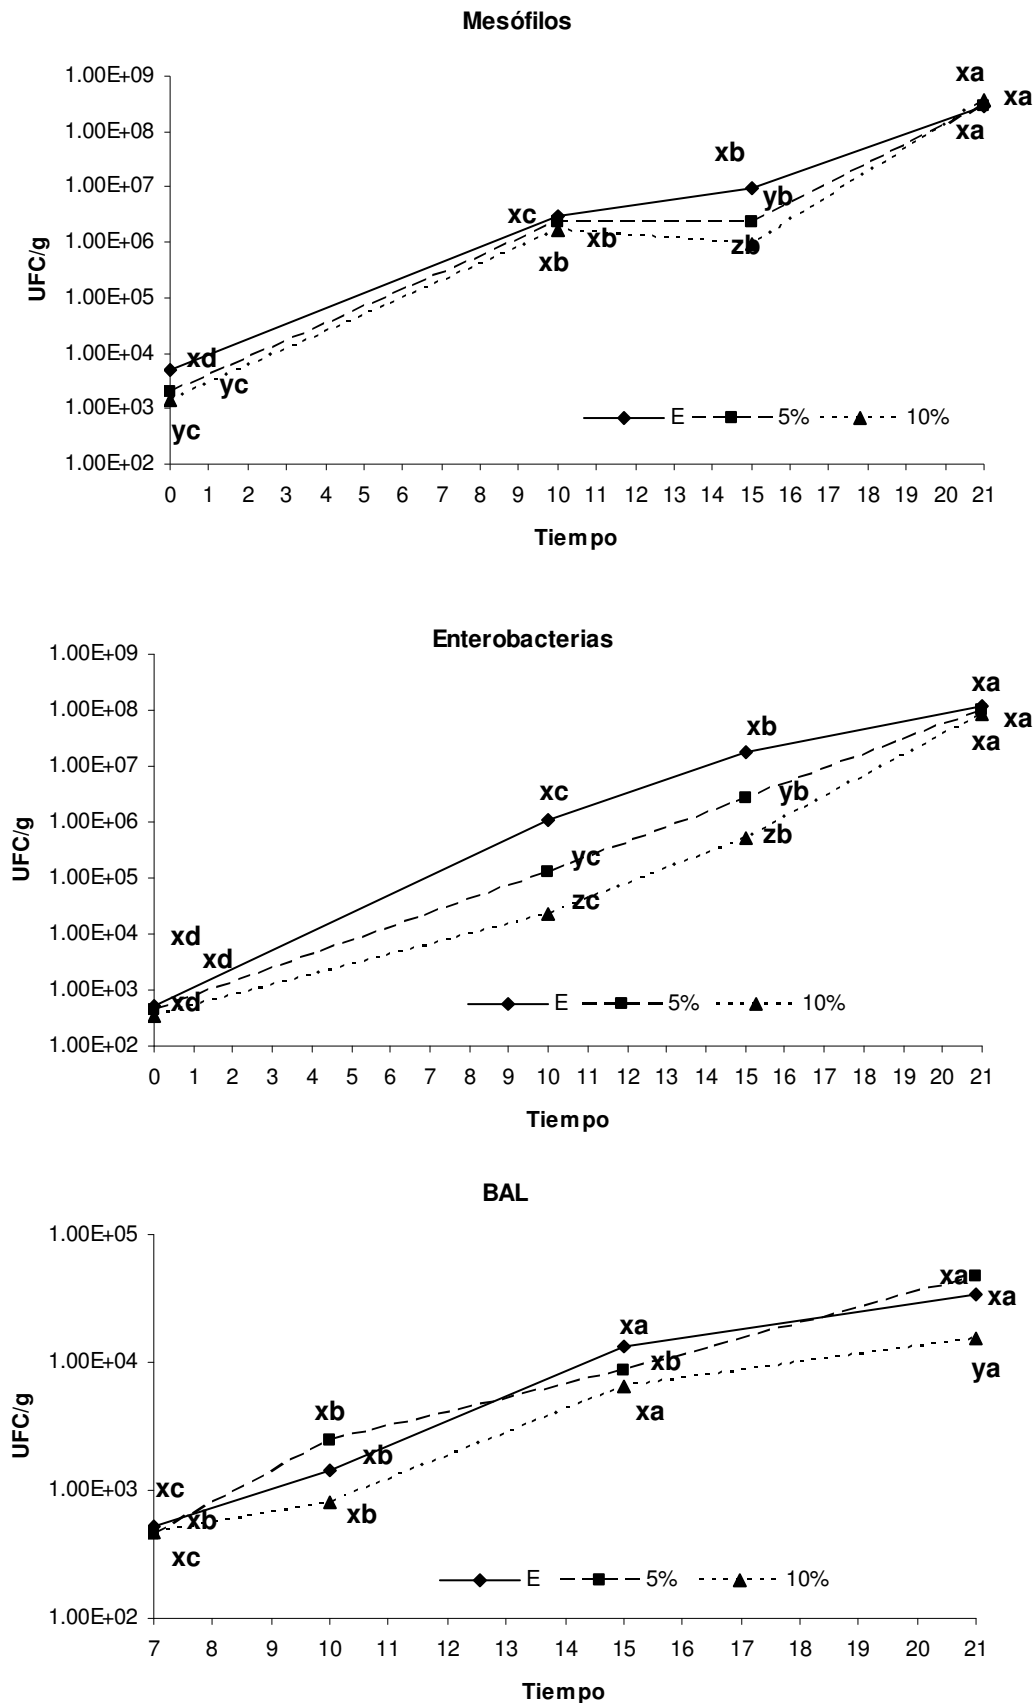 Mesófilos
1.00E+09
1.00E+08
1.00E+07
1.00E+06
1.00E+05
1.00E+04
1.00E+03
1.00E+02
UFC/g
xa
xa
xa
xb
yb
zb
xc
xb
xb
xd
yc
yc
E 5% 10%
0 1 2 3 4 5 6 7 8 9 10 11 12 13 14 15 16 17 18 19 20 21
Tiempo
Enterobacterias
1.00E+09
1.00E+08
1.00E+07
1.00E+06
1.00E+05
1.00E+04
1.00E+03
1.00E+02
UFC/g
xa
xa
xa
xb
yb
zb
xc
yc
zc
xd
xd
xd
E 5% 10%
0 1 2 3 4 5 6 7 8 9 10 11 12 13 14 15 16 17 18 19 20 21
Tiempo
BAL
1.00E+05
1.00E+04
1.00E+03
1.00E+02
UFC/g
xa
xa
ya
xa
xb
xa
xb
xb
xb
xc
xb
xc
E 5% 10%
7 8 9 10 11 12 13 14 15 16 17 18 19 20 21
Tiempo